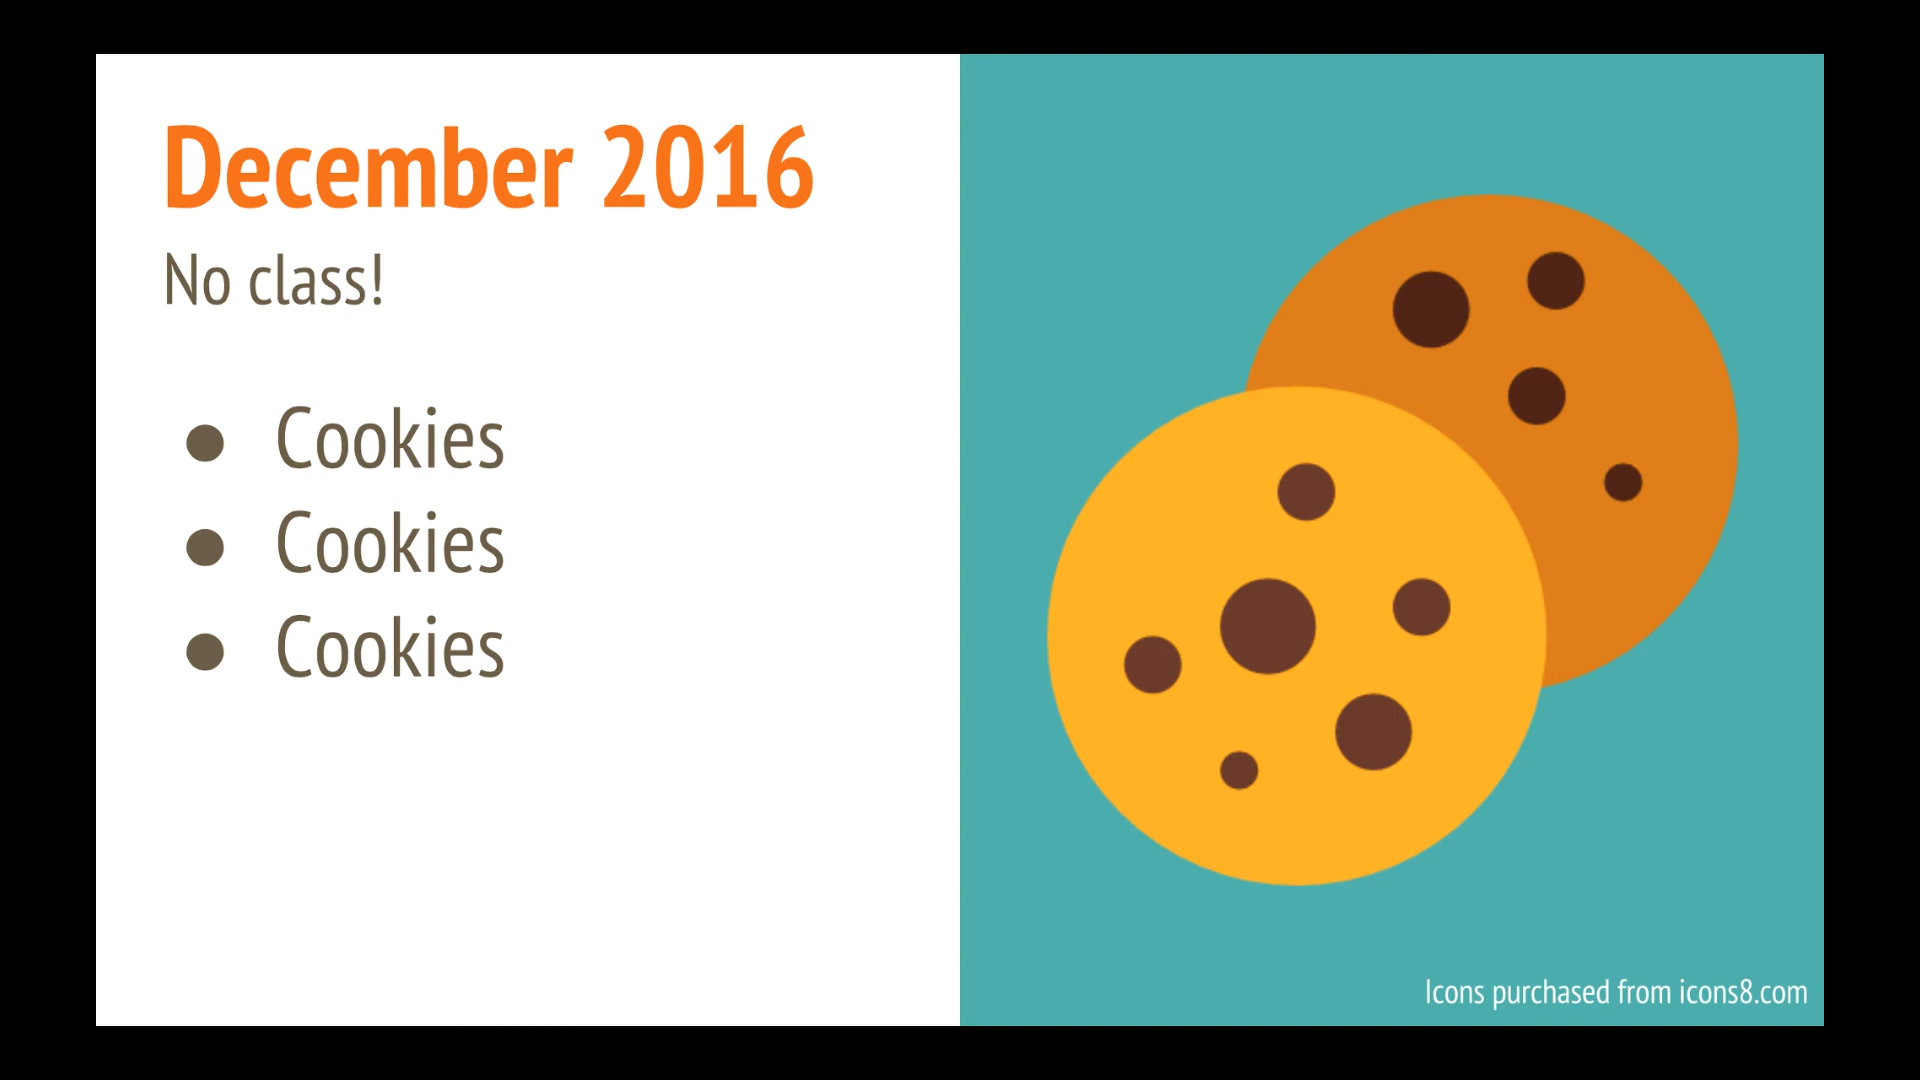 December 2016
No class!
● Cookies
● Cookies
● Cookies
Icons purchased from icons8.com